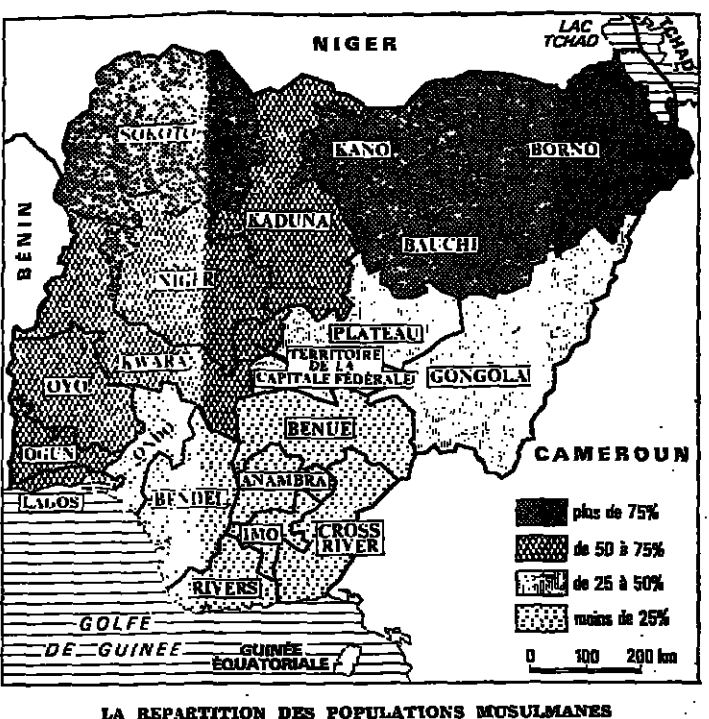 LAC
TCHAD
TCHAD
NIGER
SOKOTO
KANO
BORNO
BÉNIN
KADUNA
BAUCHI
NIGER
PLATEAU
TERRITOIRE
DE LA
CAPITALE FÉDÉRALE
KWARA
OYO
GONGOLA
BENUE
ONDO
OGUN
CAMEROUN
LAGOS
BENDEL
ANAMBRA
IMO
CROSS
RIVER
RIVERS
plus de 75%
de 50 à 75%
de 25 à 50%
moins de 25%
GOLFE
DE GUINÉE
GUINÉE
ÉQUATORIALE
0 100 200 km
LA REPARTITION DES POPULATIONS MUSULMANES